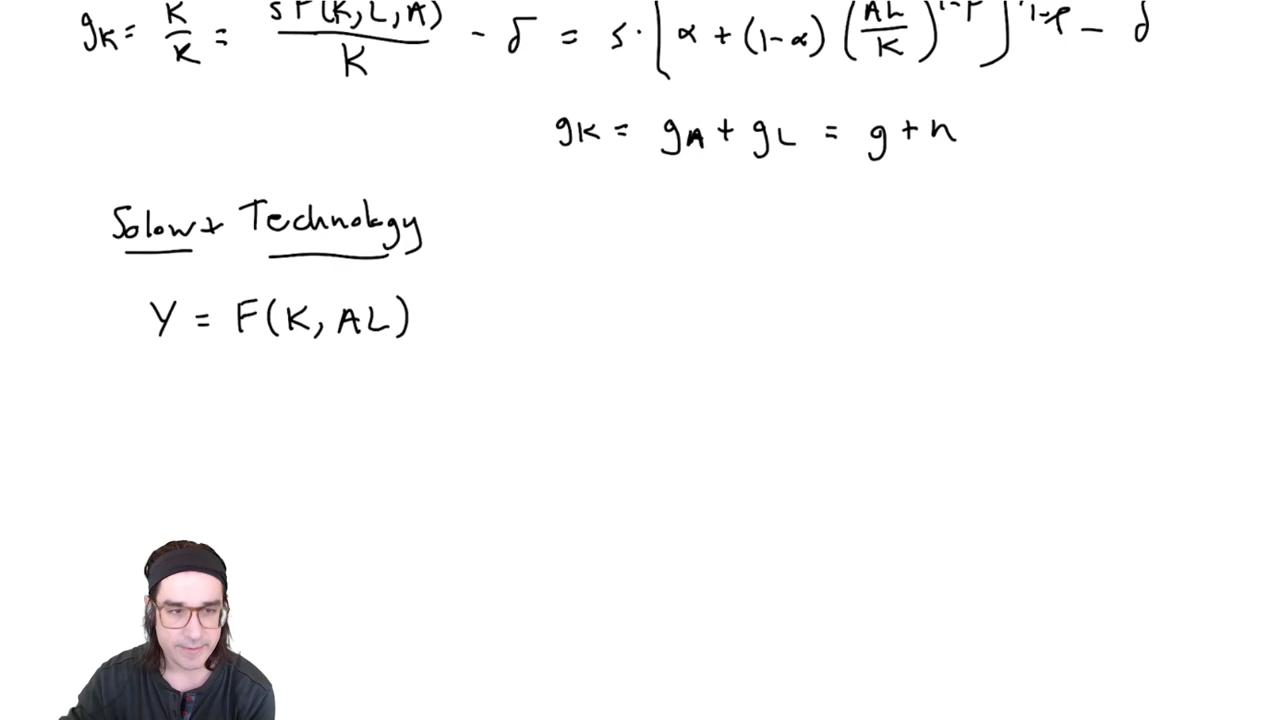 gK = K̇/K = sF(K,L,A)/K - δ = s·[α + (1-α)(AL/K)^1-ρ]^1/1-ρ - δ
gK = gA + gL = g + n
Solow + Technology
Y = F(K, AL)